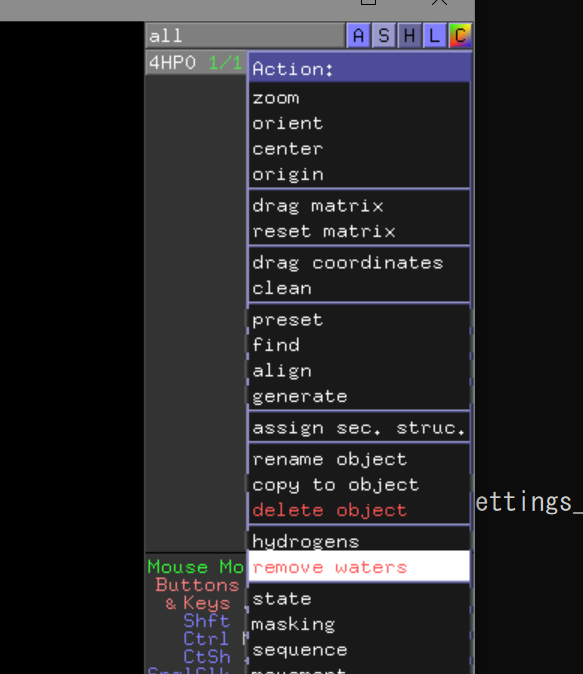 all A S H L C
4HPO 1/1
Action:
zoom
orient
center
origin
drag matrix
reset matrix
drag coordinates
clean
preset
find
align
generate
assign sec. struc.
rename object
copy to object
ettings_
delete object
hydrogens
Mouse Mo
remove waters
Buttons
& Keys
state
Shft
masking
Ctrl
sequence
CtSh